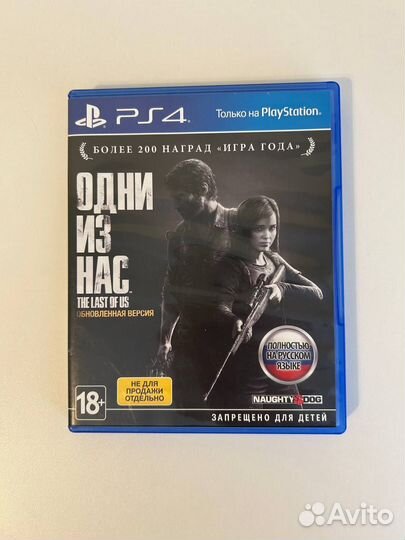 PS4
Только на PlayStation®
БОЛЕЕ 200 НАГРАД «ИГРА ГОДА»
ОДНИ
ИЗ
НАС
THE LAST OF US
ОБНОВЛЕННАЯ ВЕРСИЯ
ПОЛНОСТЬЮ
НА РУССКОМ
ЯЗЫКЕ
НЕ ДЛЯ
ПРОДАЖИ
ОТДЕЛЬНО
18+
NAUGHTY DOG
ЗАПРЕЩЕНО ДЛЯ ДЕТЕЙ
Avito